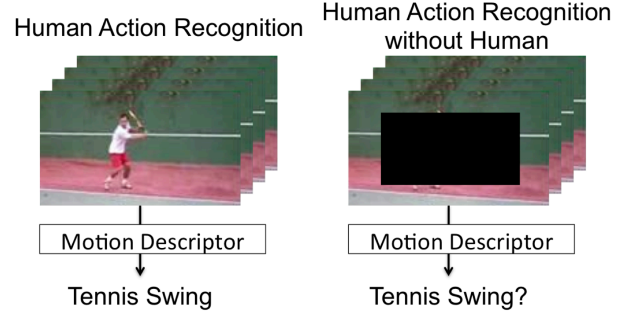 Human Action Recognition
Motion Descriptor
Tennis Swing
Human Action Recognition
without Human
Motion Descriptor
Tennis Swing?